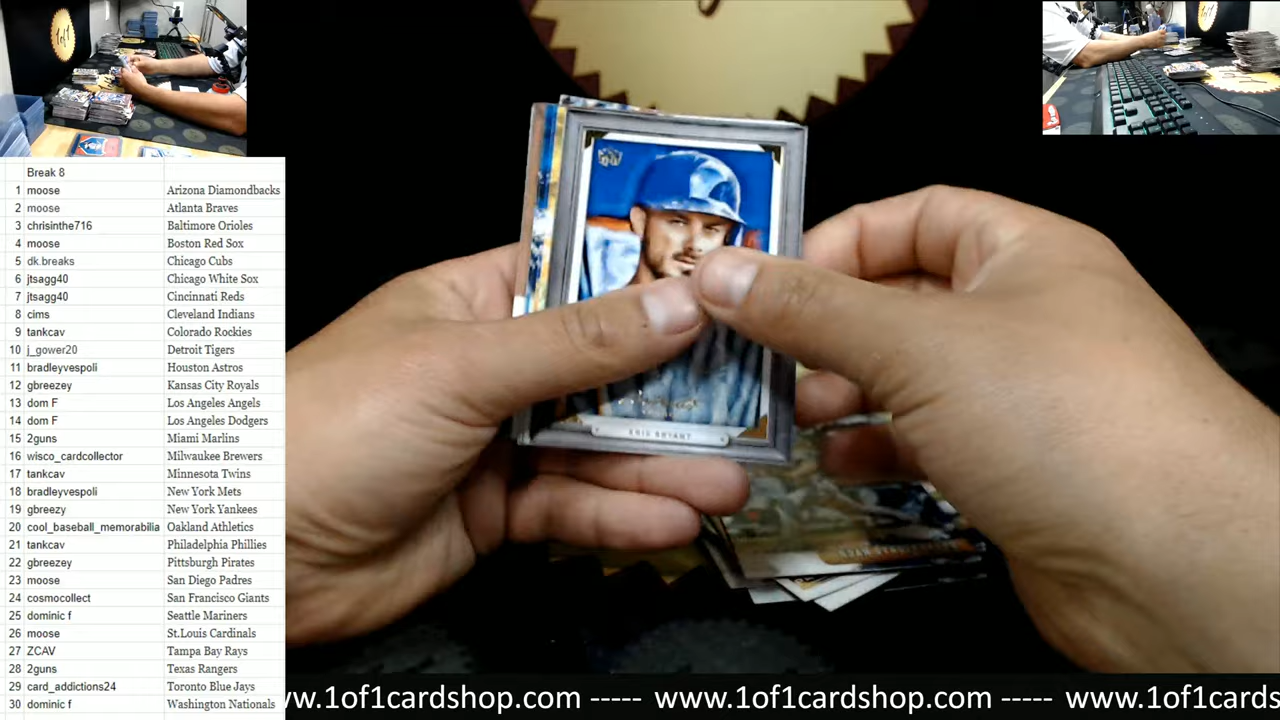 1of1
Break 8
1 moose Arizona Diamondbacks
2 moose Atlanta Braves
3 chrisinthe716 Baltimore Orioles
4 moose Boston Red Sox
5 dk.breaks Chicago Cubs
6 jtsagg40 Chicago White Sox
7 jtsagg40 Cincinnati Reds
8 cims Cleveland Indians
9 tankcav Colorado Rockies
10 j_gower20 Detroit Tigers
11 bradleyvespoli Houston Astros
12 gbreezey Kansas City Royals
13 dom F Los Angeles Angels
14 dom F Los Angeles Dodgers
15 2guns Miami Marlins
16 wisco_cardcollector Milwaukee Brewers
17 tankcav Minnesota Twins
18 bradleyvespoli New York Mets
19 gbreezy New York Yankees
20 cool_baseball_memorabilia Oakland Athletics
21 tankcav Philadelphia Phillies
22 gbreezey Pittsburgh Pirates
23 moose San Diego Padres
24 cosmocollect San Francisco Giants
25 dominic f Seattle Mariners
26 moose St.Louis Cardinals
27 ZCAV Tampa Bay Rays
28 2guns Texas Rangers
29 card_addictions24 Toronto Blue Jays
30 dominic f Washington Nationals
KRIS BRYANT
www.1of1cardshop.com ----- www.1of1cardshop.com ----- www.1of1cards